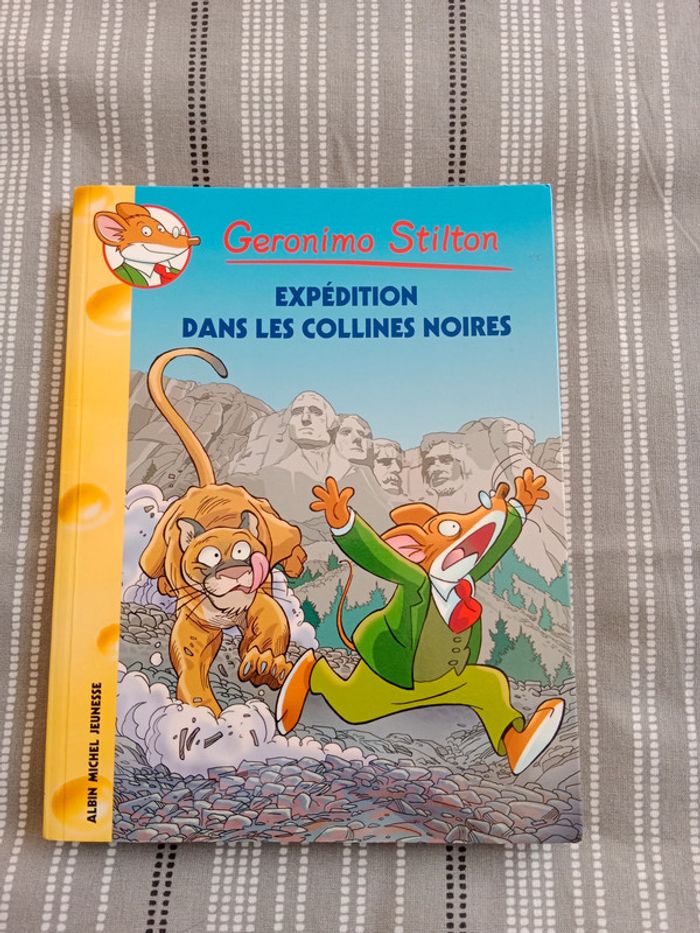 Geronimo Stilton
EXPÉDITION
DANS LES COLLINES NOIRES
ALBIN MICHEL JEUNESSE